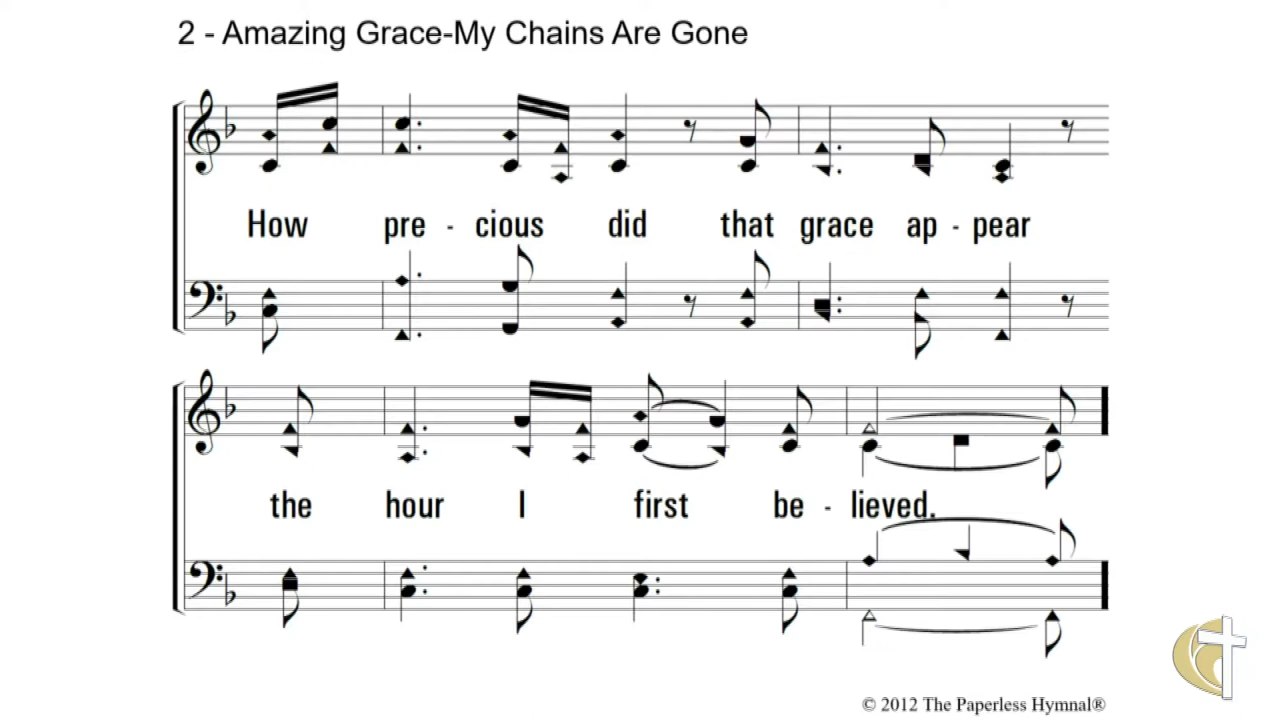 2 - Amazing Grace-My Chains Are Gone
How pre - cious did that grace ap - pear
the hour I first be - lieved.
© 2012 The Paperless Hymnal®